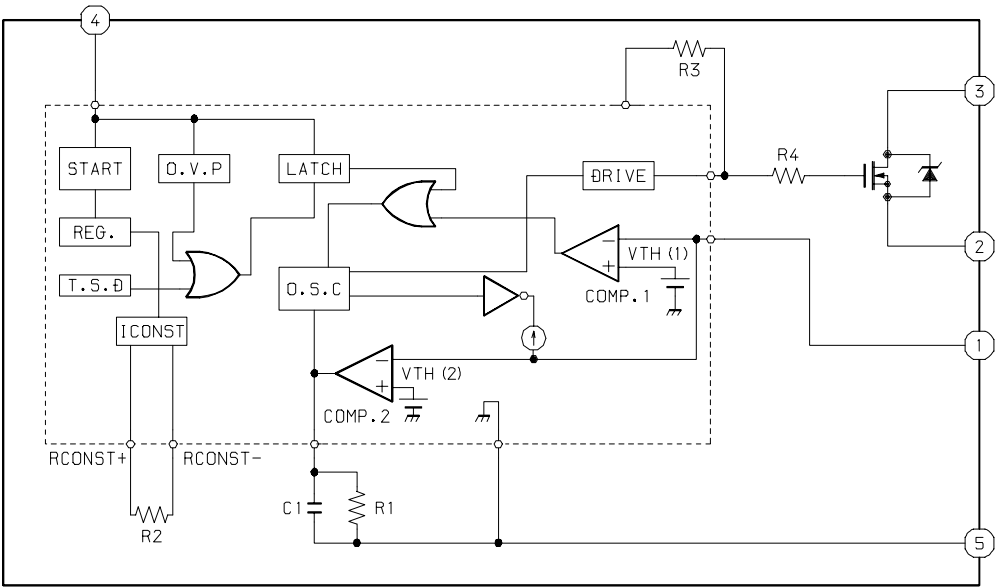 4
R3
3
START
O.V.P
LATCH
DRIVE
R4
REG.
−
VTH (1)
+
2
T.S.D
O.S.C
COMP.1
ICONST
1
−
VTH (2)
+
COMP.2
RCONST+
RCONST−
C1
R1
R2
5